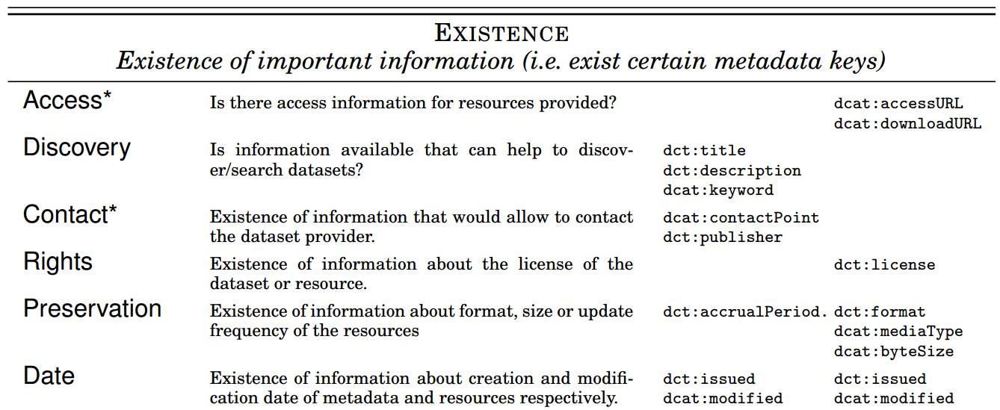 EXISTENCE
Existence of important information (i.e. exist certain metadata keys)
Access* Is there access information for resources provided? dcat:accessURL
dcat:downloadURL
Discovery Is information available that can help to discov- dct:title
er/search datasets? dct:description
dcat:keyword
Contact* Existence of information that would allow to contact dcat:contactPoint
the dataset provider. dct:publisher
Rights Existence of information about the license of the dct:license
dataset or resource.
Preservation Existence of information about format, size or update dct:accrualPeriod. dct:format
frequency of the resources dcat:mediaType
dcat:byteSize
Date Existence of information about creation and modifi- dct:issued dct:issued
cation date of metadata and resources respectively. dcat:modified dcat:modified